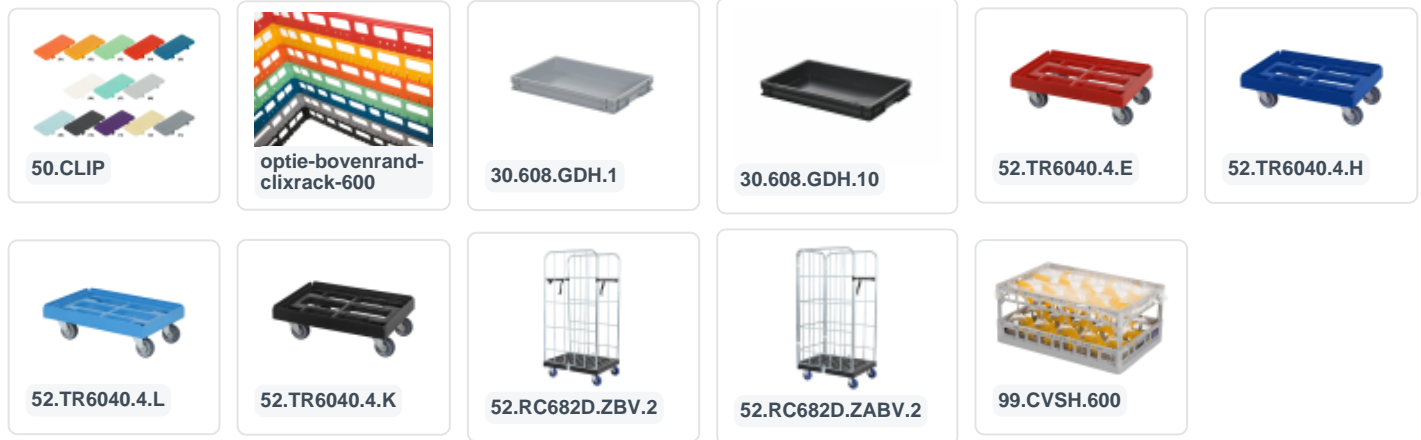 50.CLIP
optie-bovenrand-
clixrack-600
30.608.GDH.1
30.608.GDH.10
52.TR6040.4.E
52.TR6040.4.H
52.TR6040.4.L
52.TR6040.4.K
52.RC682D.ZBV.2
52.RC682D.ZABV.2
99.CVSH.600